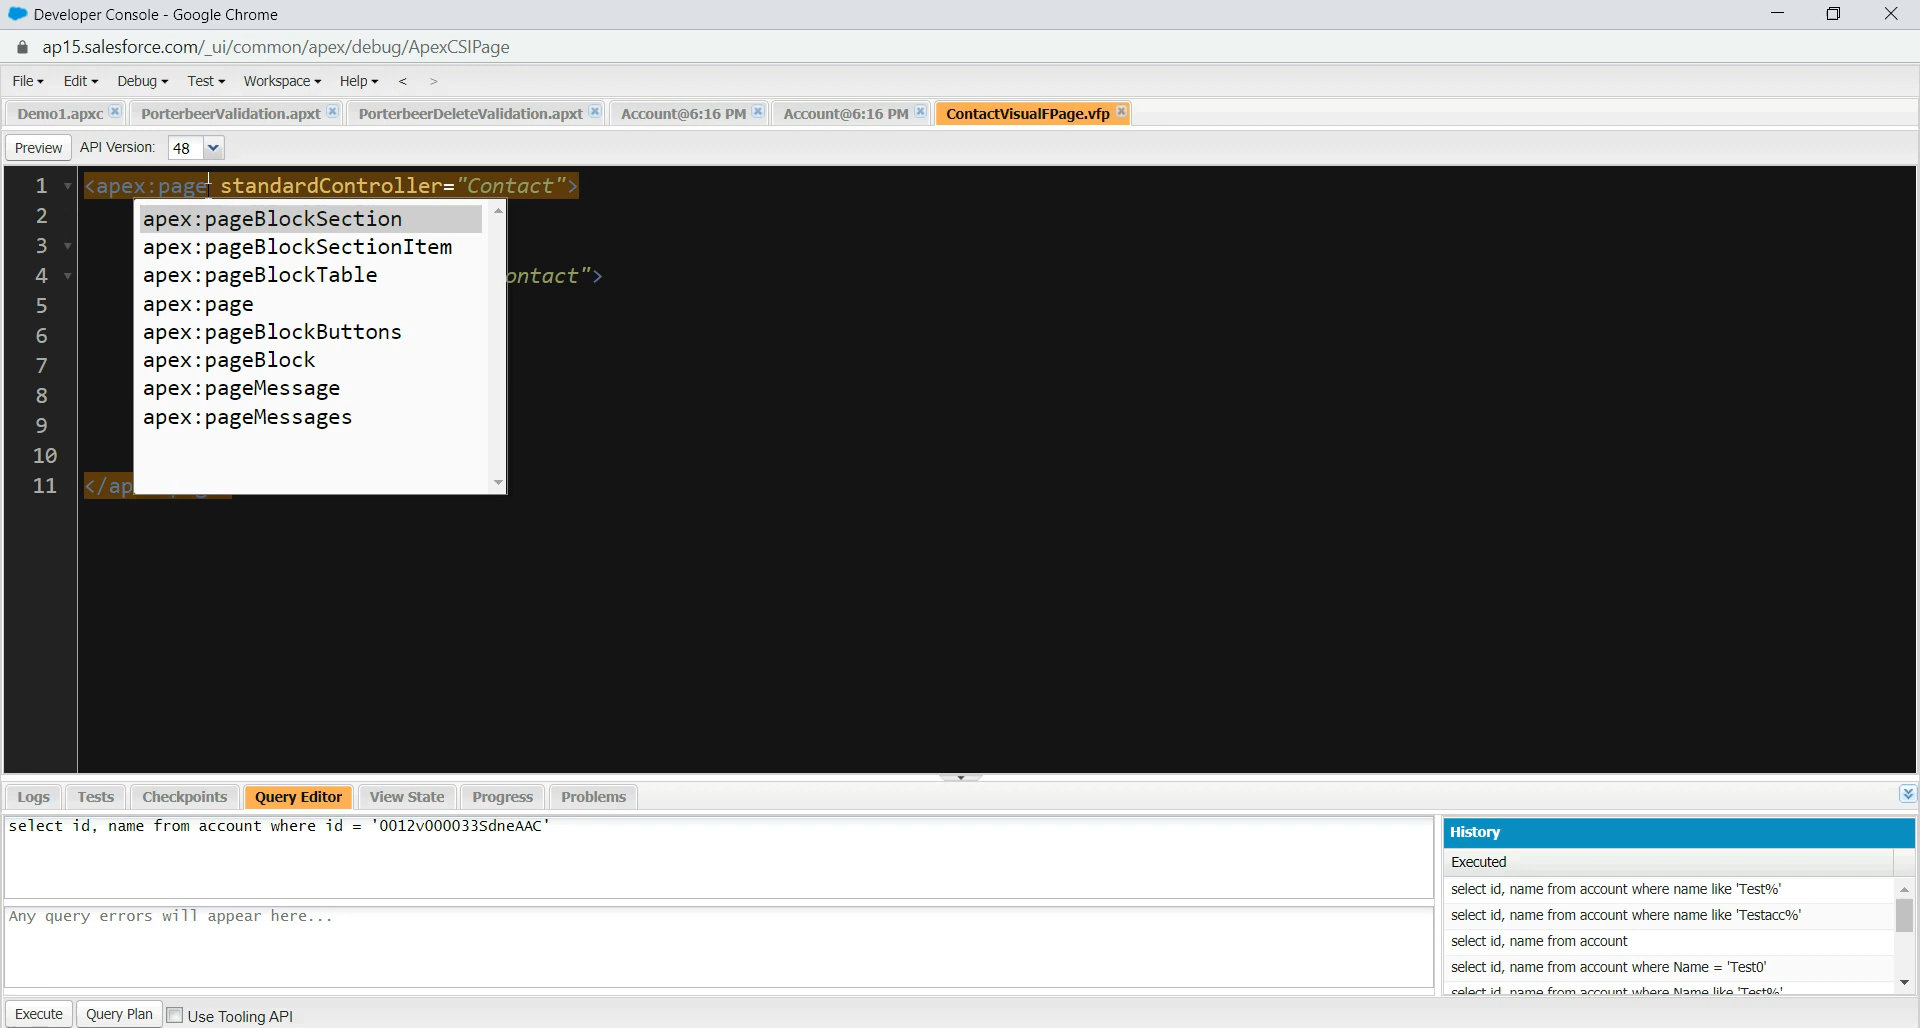 Developer Console - Google Chrome
ap15.salesforce.com/_ui/common/apex/debug/ApexCSIPage
File Edit Debug Test Workspace Help < >
Demo1.apxc PorterbeerValidation.apxt PorterbeerDeleteValidation.apxt Account@6:16 PM Account@6:16 PM ContactVisualFPage.vfp
Preview API Version: 48
1 <apex:page standardController="Contact">
2 apex:pageBlockSection
3 apex:pageBlockSectionItem
4 apex:pageBlockTable ontact">
5 apex:page
6 apex:pageBlockButtons
7 apex:pageBlock
8 apex:pageMessage
9 apex:pageMessages
10
11 </ap
Logs Tests Checkpoints Query Editor View State Progress Problems
select id, name from account where id = '0012v000033SdneAAC'
Any query errors will appear here...
History
Executed
select id, name from account where name like 'Test%'
select id, name from account where name like 'Testacc%'
select id, name from account
select id, name from account where Name = 'Test0'
select id, name from account where Name like 'Test%'
Execute Query Plan Use Tooling API